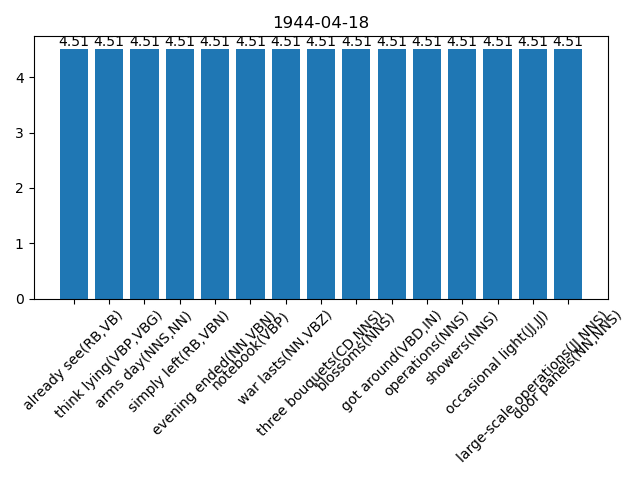 1944-04-18
4.51 4.51 4.51 4.51 4.51 4.51 4.51 4.51 4.51 4.51 4.51 4.51 4.51 4.51 4.51
4
3
2
1
0
already see(RB,VB)
think lying(VBP,VBG)
arms day(NNS,NN)
simply left(RB,VBN)
evening ended(NN,VBN)
notebook(VBP)
war lasts(NN,VBZ)
three bouquets(CD,NNS)
blossoms(NNS)
got around(VBD,IN)
operations(NNS)
showers(NNS)
occasional light(JJ,JJ)
large-scale operations(JJ,NNS)
door panels(NN,NNS)